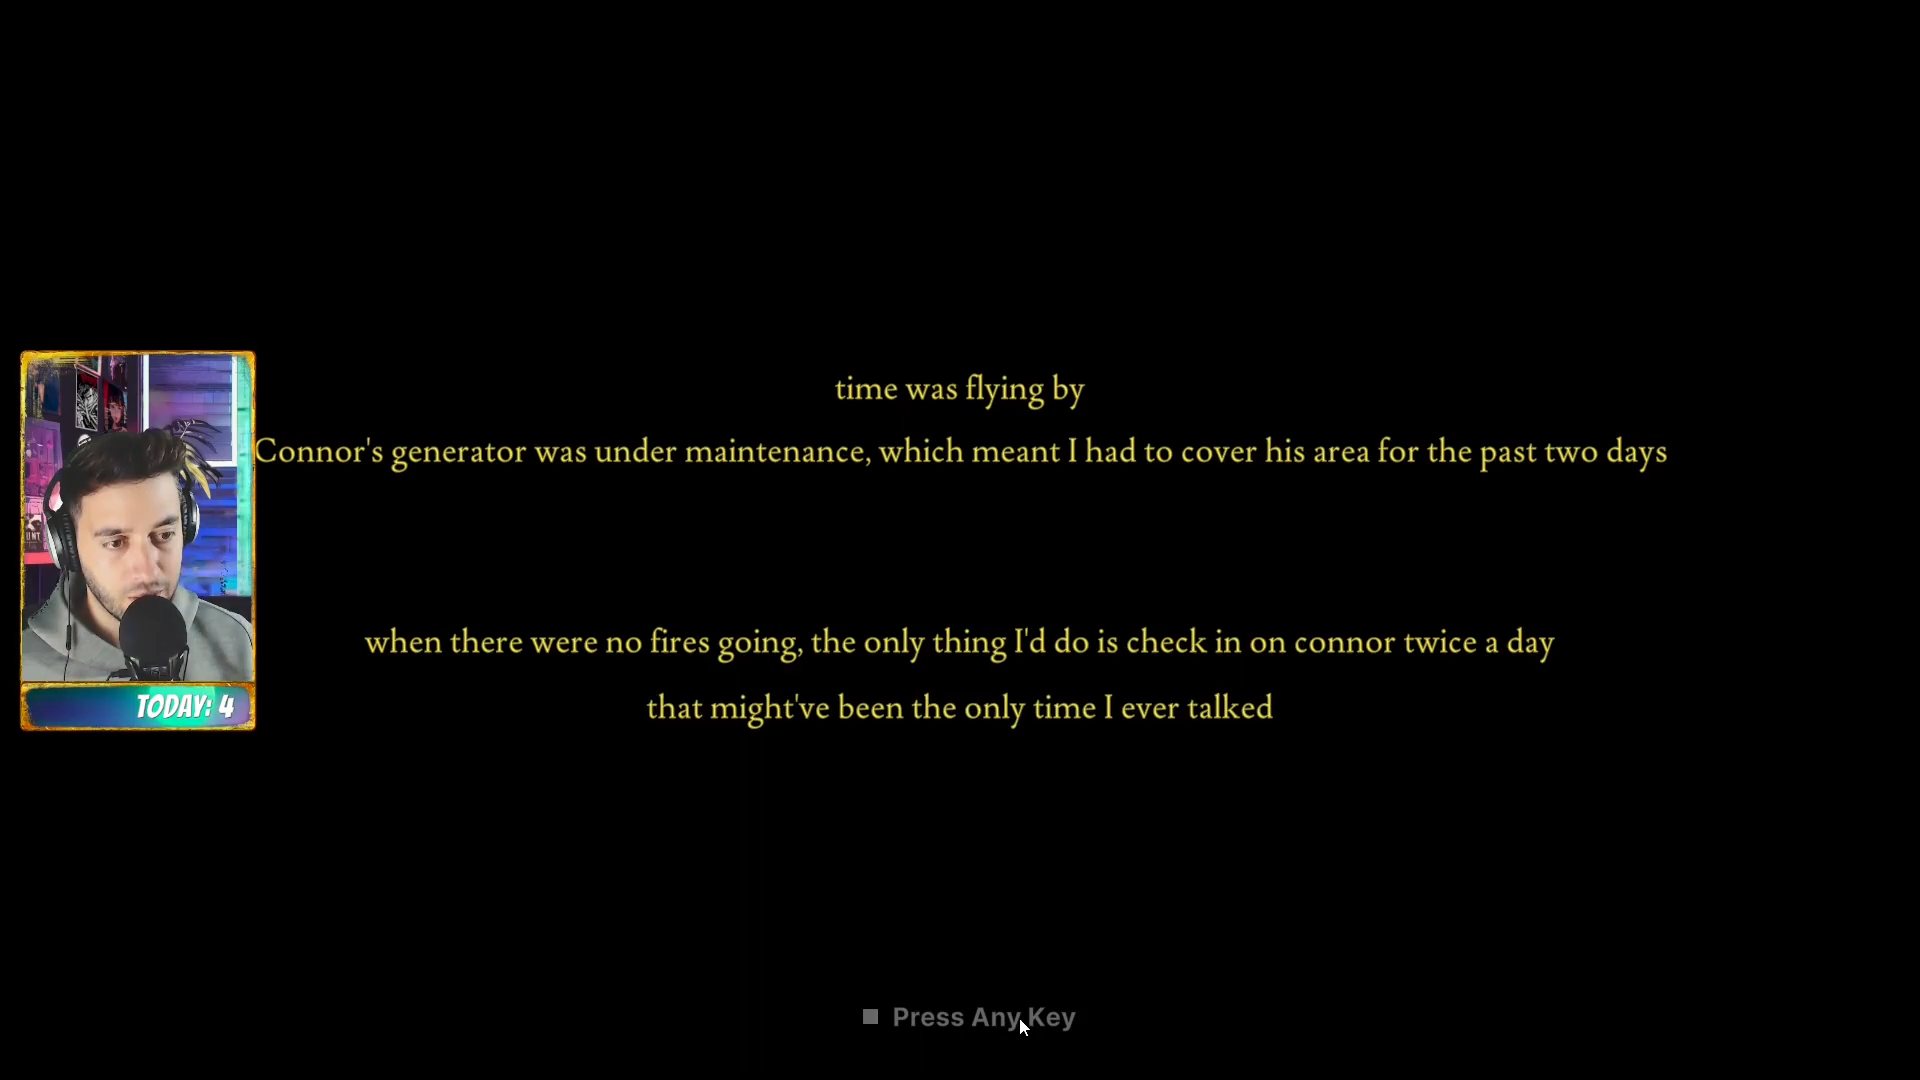 time was flying by
Connor's generator was under maintenance, which meant I had to cover his area for the past two days
when there were no fires going, the only thing I'd do is check in on connor twice a day
that might've been the only time I ever talked
TODAY: 4
Press Any Key